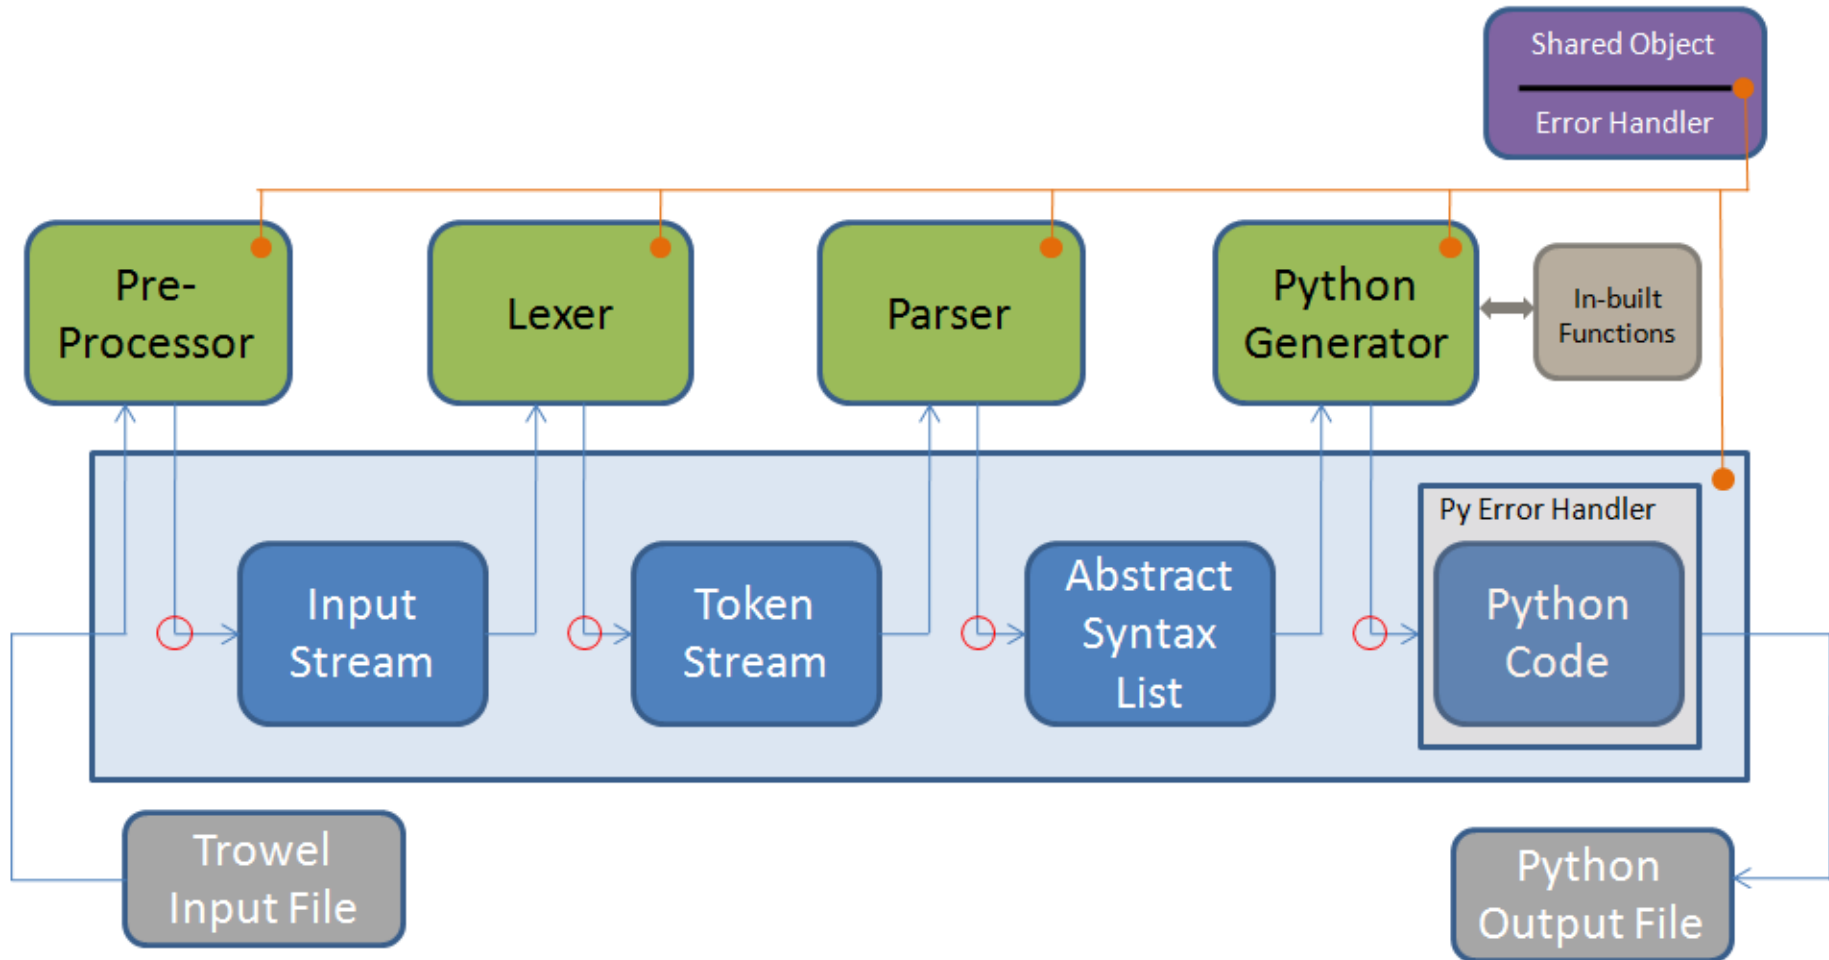 Shared Object
Error Handler
Pre-
Processor
Lexer
Parser
Python
Generator
In-built
Functions
Py Error Handler
Input
Stream
Token
Stream
Abstract
Syntax
List
Python
Code
Trowel
Input File
Python
Output File